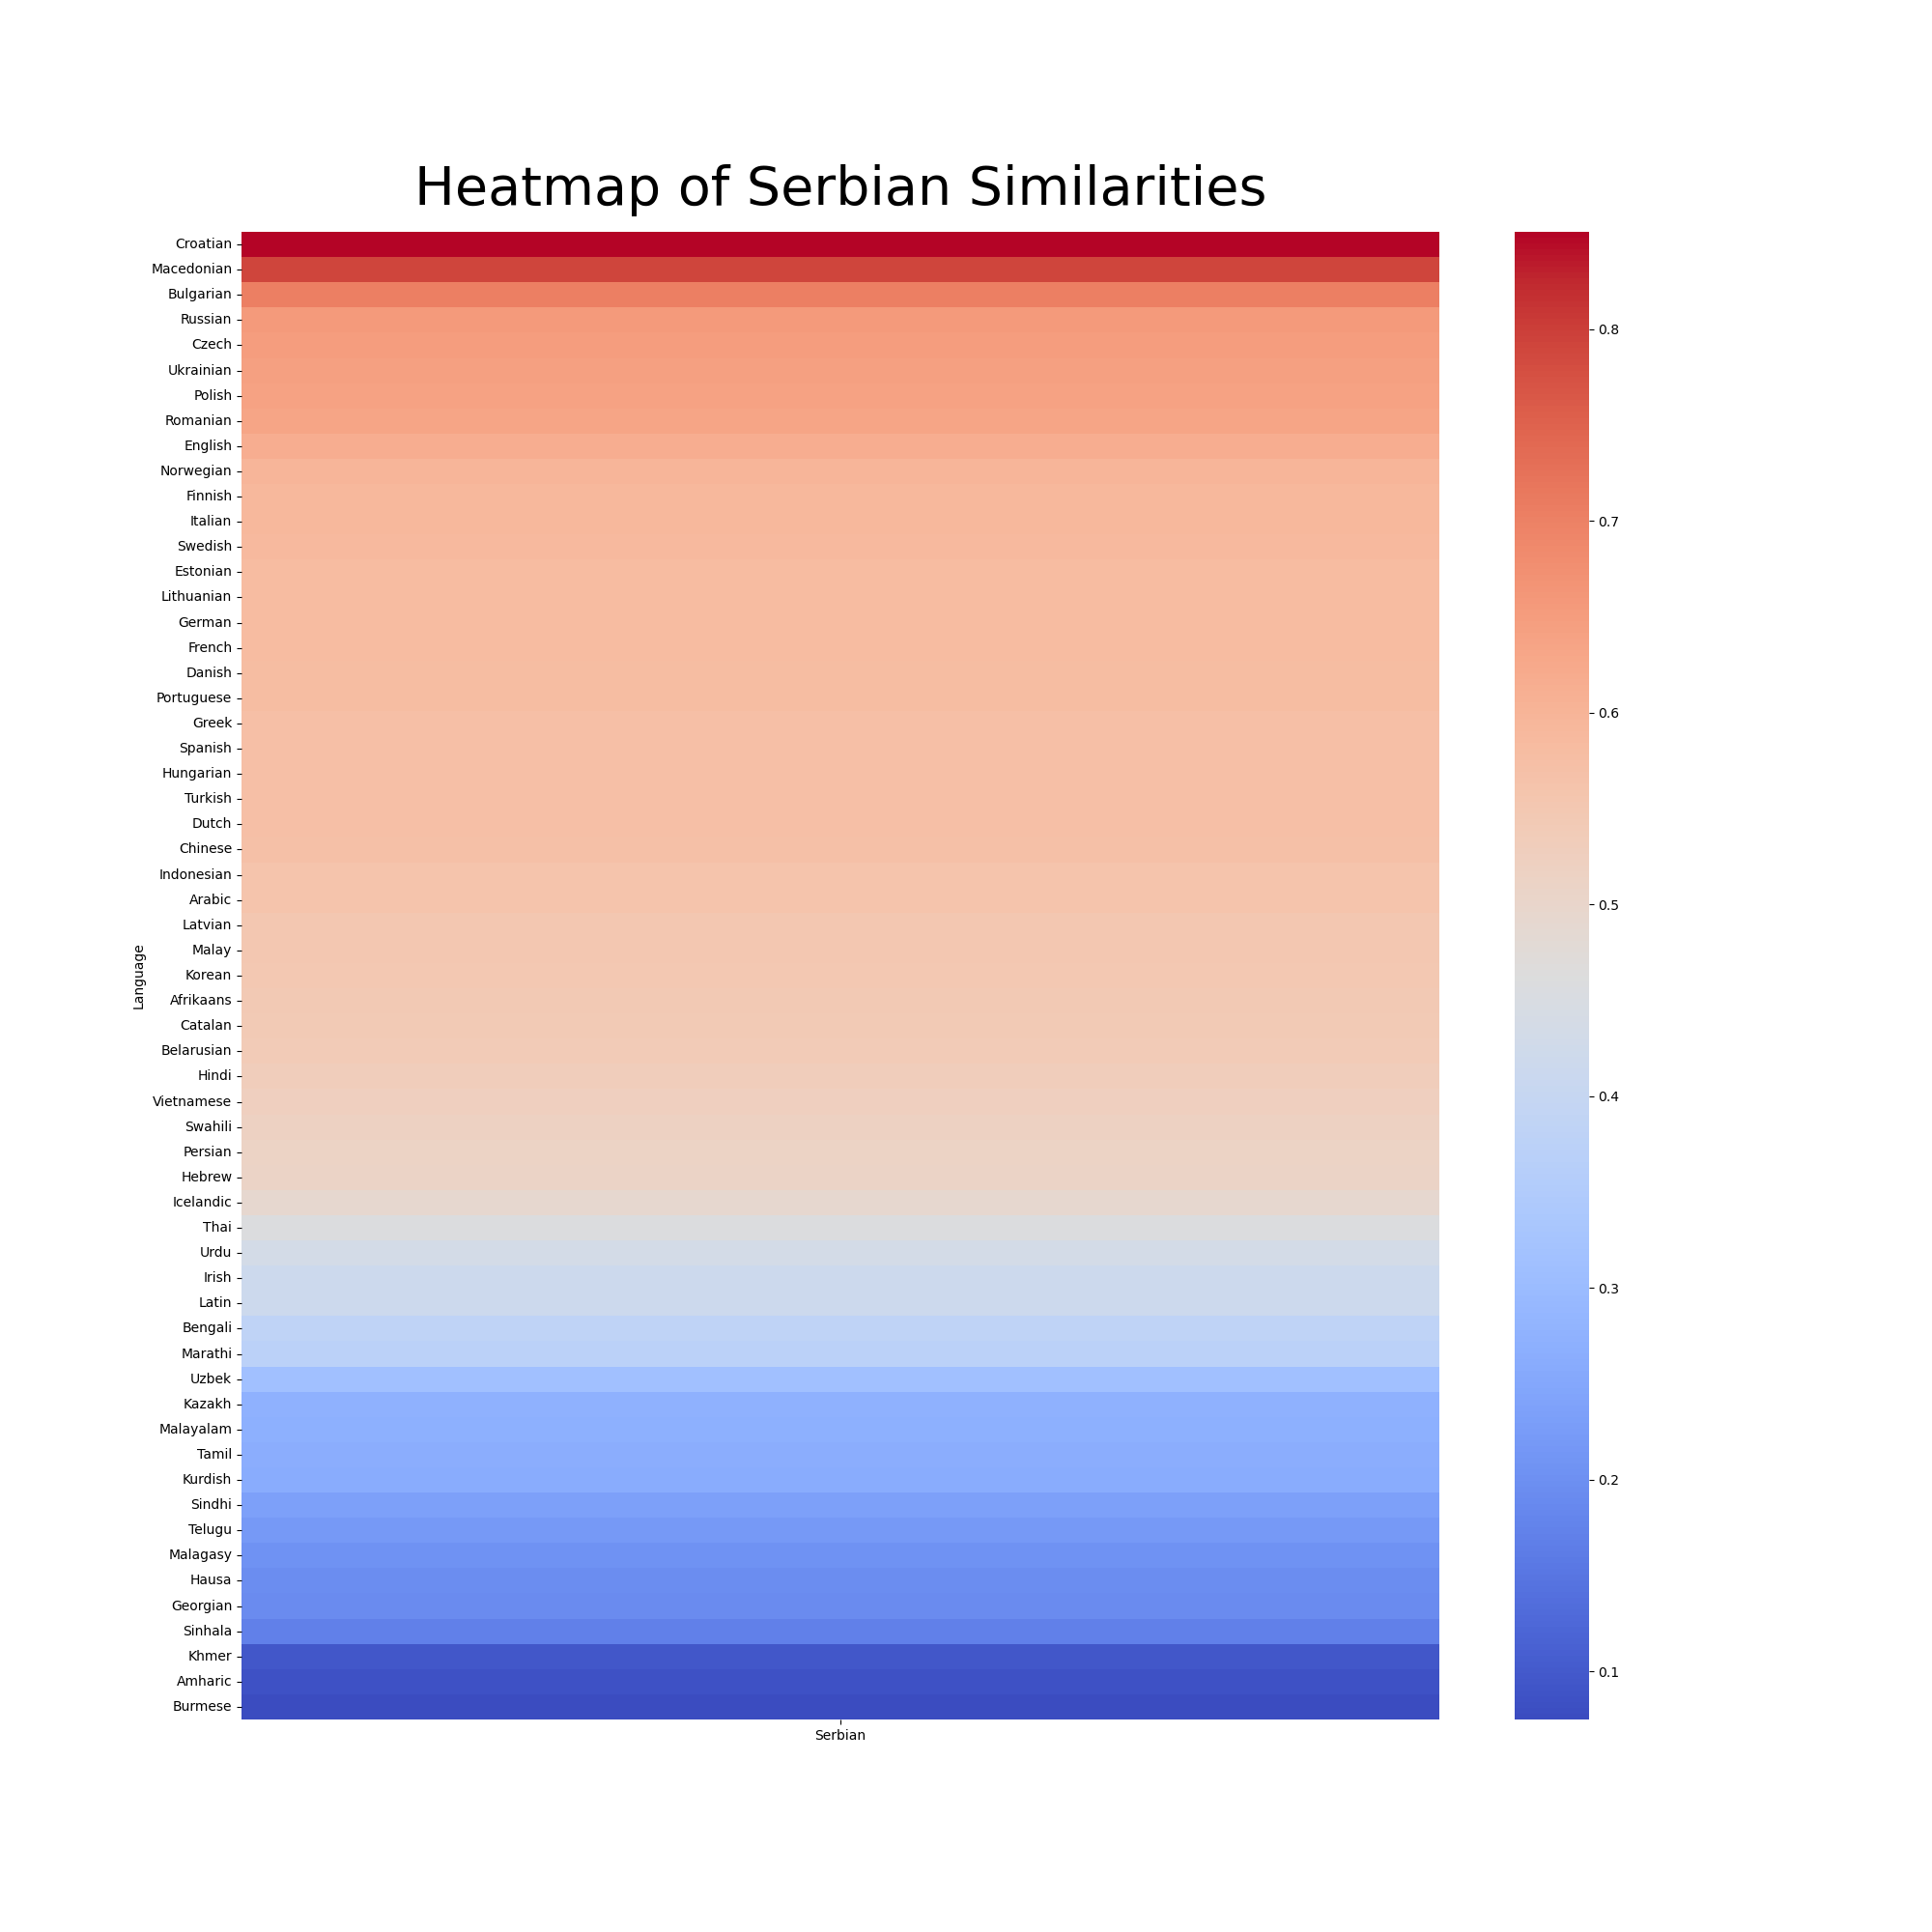 Heatmap of Serbian Similarities
Croatian
Macedonian
Bulgarian
Russian
Czech
Ukrainian
Polish
Romanian
English
Norwegian
Finnish
Italian
Swedish
Estonian
Lithuanian
German
French
Danish
Portuguese
Greek
Spanish
Hungarian
Turkish
Dutch
Chinese
Indonesian
Arabic
Latvian
Malay
Korean
Afrikaans
Catalan
Belarusian
Hindi
Vietnamese
Swahili
Persian
Hebrew
Icelandic
Thai
Urdu
Irish
Latin
Bengali
Marathi
Uzbek
Kazakh
Malayalam
Tamil
Kurdish
Sindhi
Telugu
Malagasy
Hausa
Georgian
Sinhala
Khmer
Amharic
Burmese
Language
Serbian
0.8
0.7
0.6
0.5
0.4
0.3
0.2
0.1